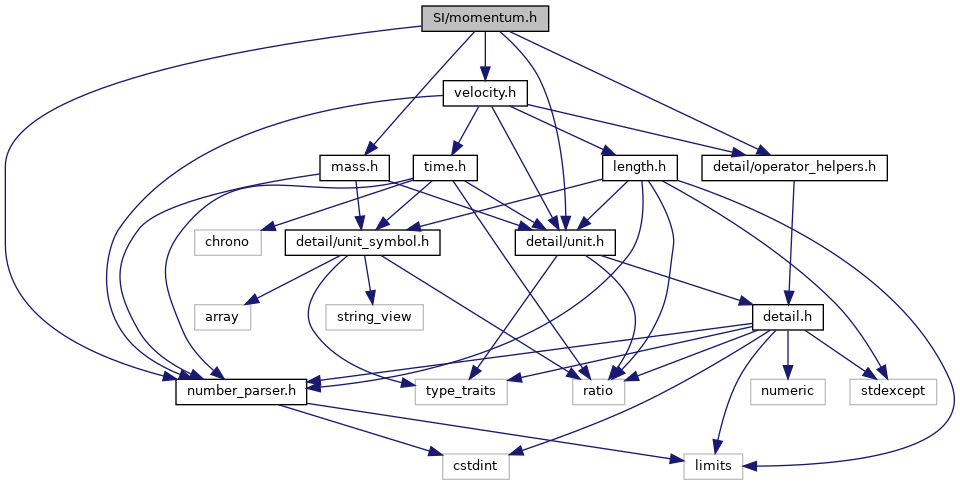 SI/momentum.h
velocity.h
mass.h
time.h
length.h
detail/operator_helpers.h
chrono
detail/unit_symbol.h
detail/unit.h
array
string_view
detail.h
number_parser.h
type_traits
ratio
numeric
stdexcept
cstdint
limits